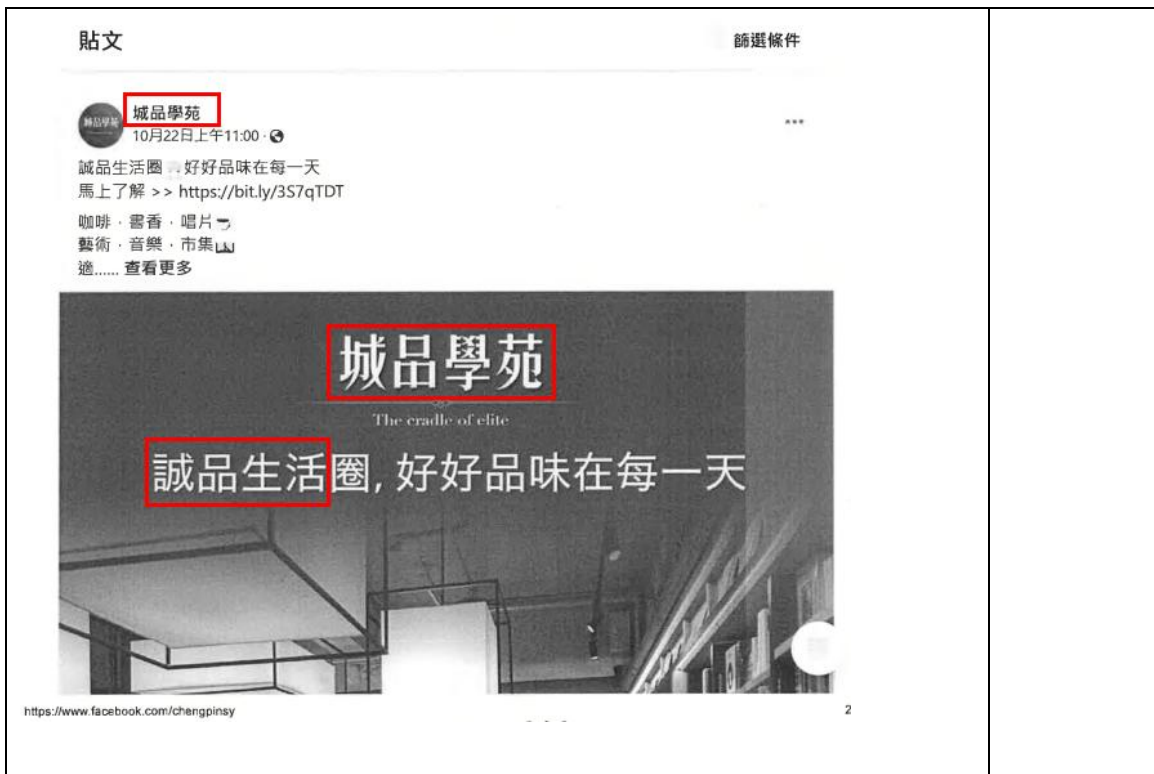 貼文
篩選條件
城品學苑
10月22日上午11:00
誠品生活圈 好好品味在每一天
馬上了解 >> https://bit.ly/3S7qTDT
咖啡．書香．唱片
藝術．音樂．市集
適...... 查看更多
城品學苑
The cradle of elite
誠品生活圈, 好好品味在每一天
https://www.facebook.com/chengpinsy
2